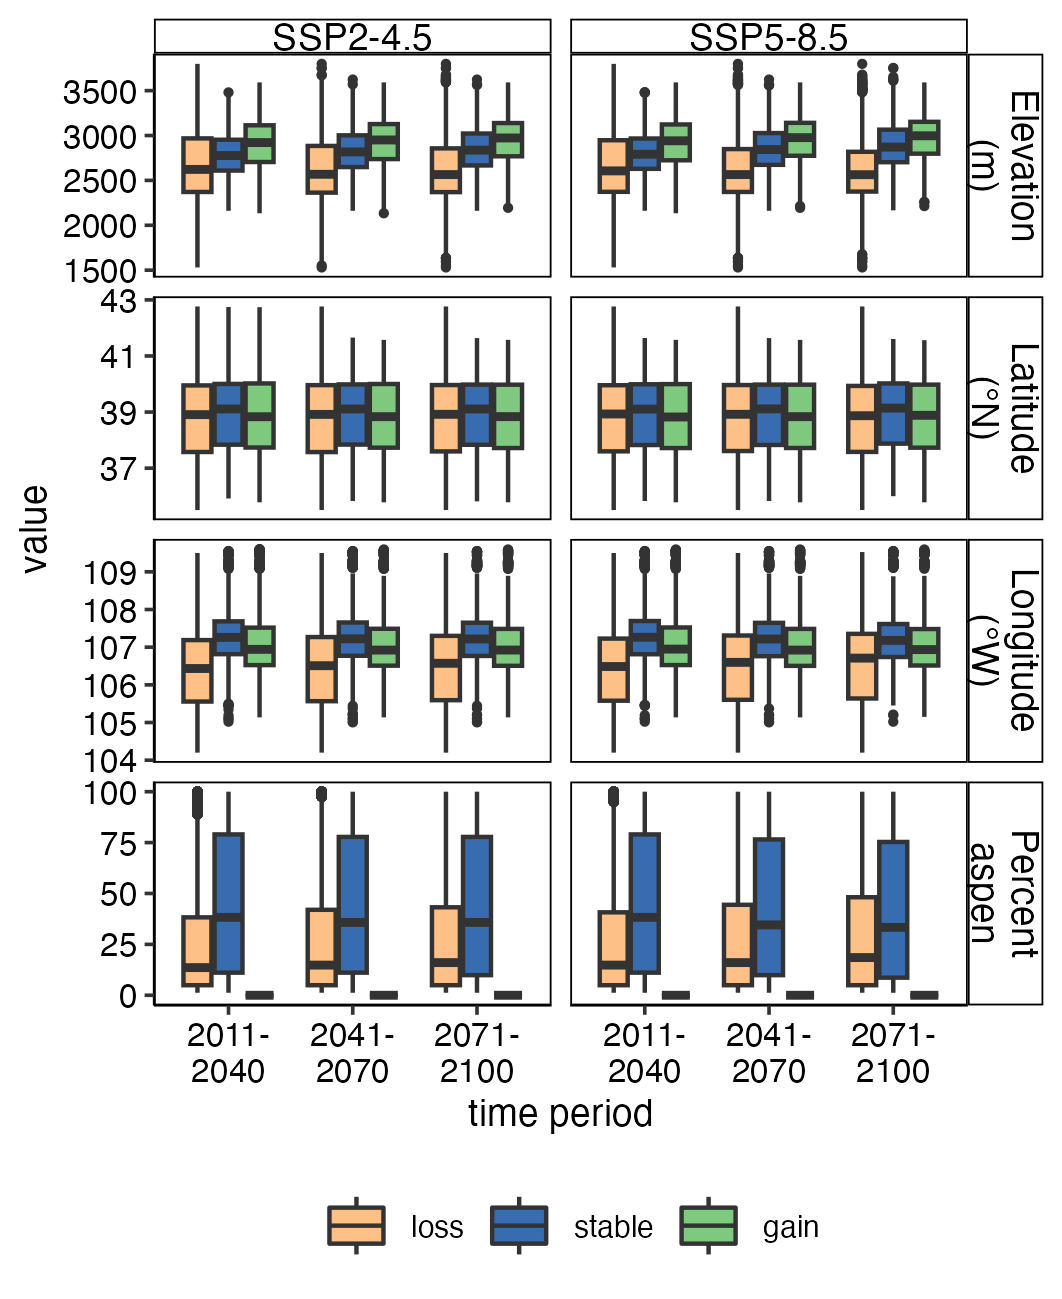 SSP2-4.5
SSP5-8.5
3500
3000
2500
2000
1500
Elevation
(m)
43
41
39
37
Latitude
(°N)
value
109
108
107
106
105
104
Longitude
(°W)
100
75
50
25
0
Percent
aspen
2011-
2040
2041-
2070
2071-
2100
2011-
2040
2041-
2070
2071-
2100
time period
loss
stable
gain